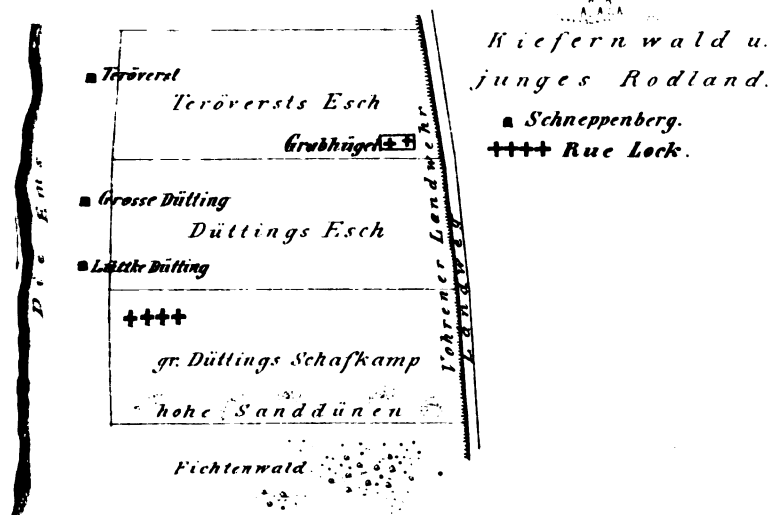 Kiefernwald u.
junges Rodland.
Teröverst
Teröversts Esch
Schneppenberg.
Grabhügel
Rue Lock.
Grosse Dütting
Düttings Esch
Lüttke Dütting
Die Ems
Vohrener Landwehr
Landweg
gr. Düttings Schafkamp
hohe Sanddünen
Fichtenwald